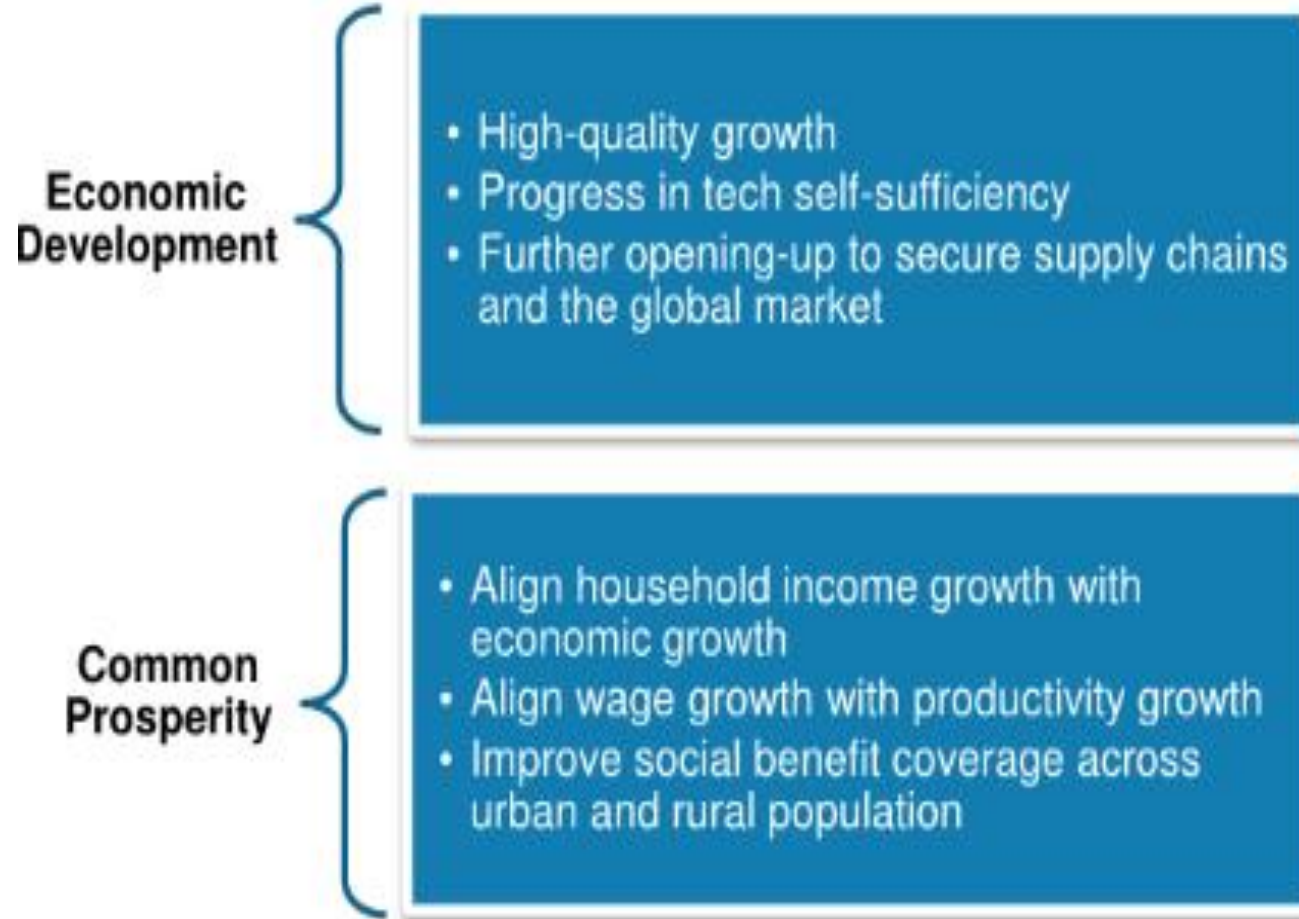 Economic
Development
• High-quality growth
• Progress in tech self-sufficiency
• Further opening-up to secure supply chains
and the global market
Common
Prosperity
• Align household income growth with
economic growth
• Align wage growth with productivity growth
• Improve social benefit coverage across
urban and rural population